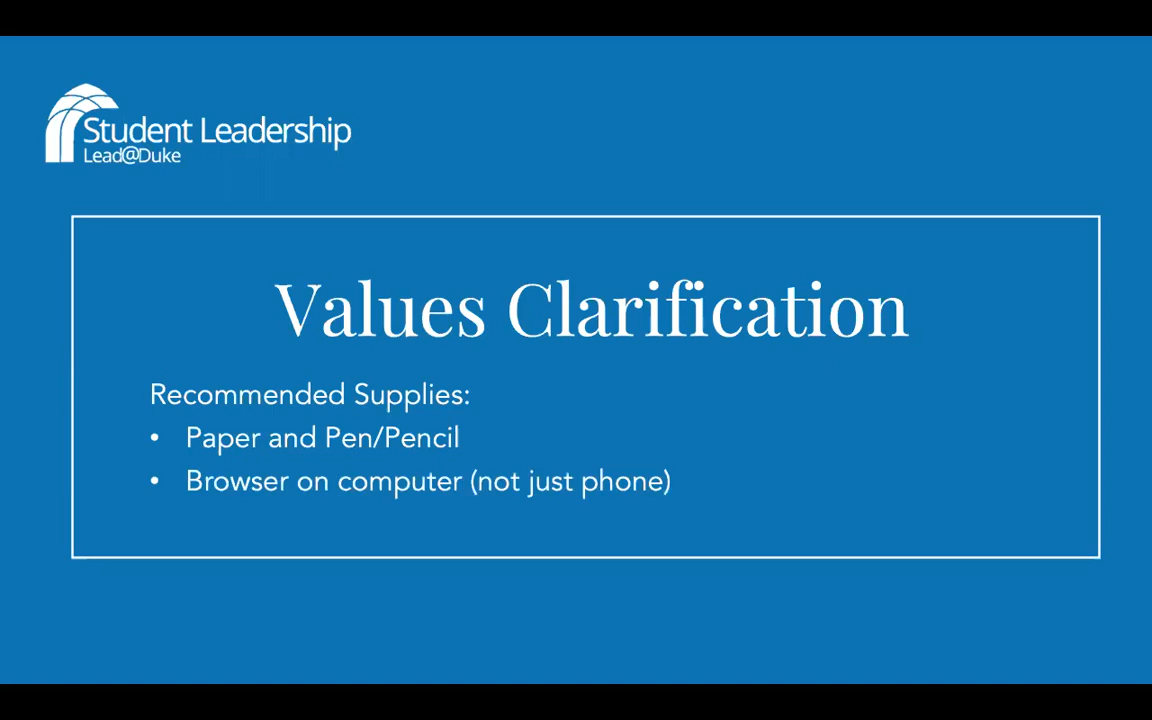 Student Leadership
Lead@Duke
Values Clarification
Recommended Supplies:
• Paper and Pen/Pencil
• Browser on computer (not just phone)